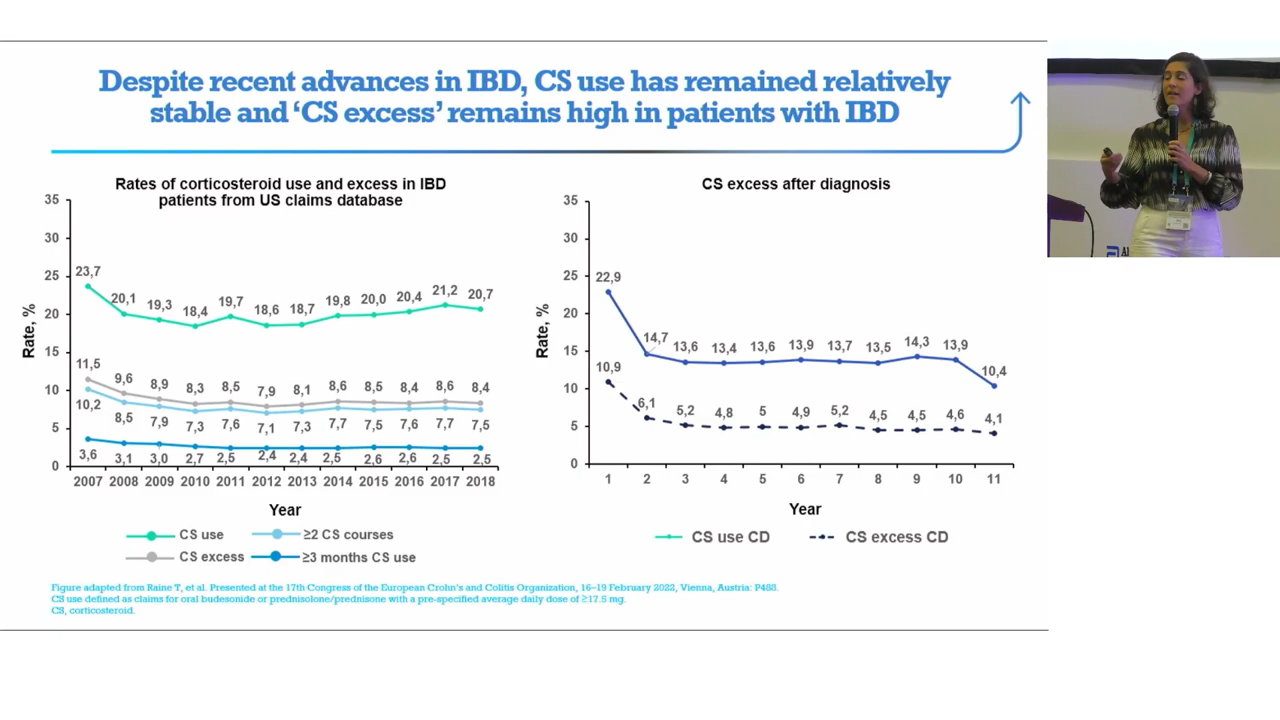 Despite recent advances in IBD, CS use has remained relatively
stable and ‘CS excess’ remains high in patients with IBD
Rates of corticosteroid use and excess in IBD
patients from US claims database
Rate, %
35
30
25
20
15
10
5
0
23,7 20,1 19,3 18,4 19,7 18,6 18,7 19,8 20,0 20,4 21,2 20,7
11,5 9,6 8,9 8,3 8,5 7,9 8,1 8,6 8,5 8,4 8,6 8,4
10,2 8,5 7,9 7,3 7,6 7,1 7,3 7,7 7,5 7,6 7,7 7,5
3,6 3,1 3,0 2,7 2,5 2,4 2,4 2,5 2,6 2,6 2,5 2,5
2007 2008 2009 2010 2011 2012 2013 2014 2015 2016 2017 2018
Year
CS use ≥2 CS courses
CS excess ≥3 months CS use
CS excess after diagnosis
Rate, %
35
30
25
20
15
10
5
0
22,9 14,7 13,6 13,4 13,6 13,9 13,7 13,5 14,3 13,9 10,4
10,9 6,1 5,2 4,8 5 4,9 5,2 4,5 4,5 4,6 4,1
1 2 3 4 5 6 7 8 9 10 11
Year
CS use CD CS excess CD
Figure adapted from Raine T, et al. Presented at the 17th Congress of the European Crohn's and Colitis Organization, 16–19 February 2022, Vienna, Austria: P488.
CS use defined as claims for oral budesonide or prednisolone/prednisone with a pre-specified average daily dose of ≥17.5 mg.
CS, corticosteroid.